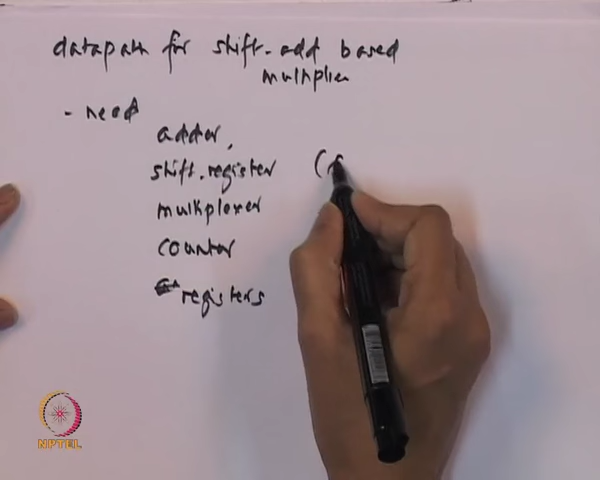 datapath for shift-add based
multiplier
- need
adder,
shift.register (
multiplexer
counter
registers
NPTEL